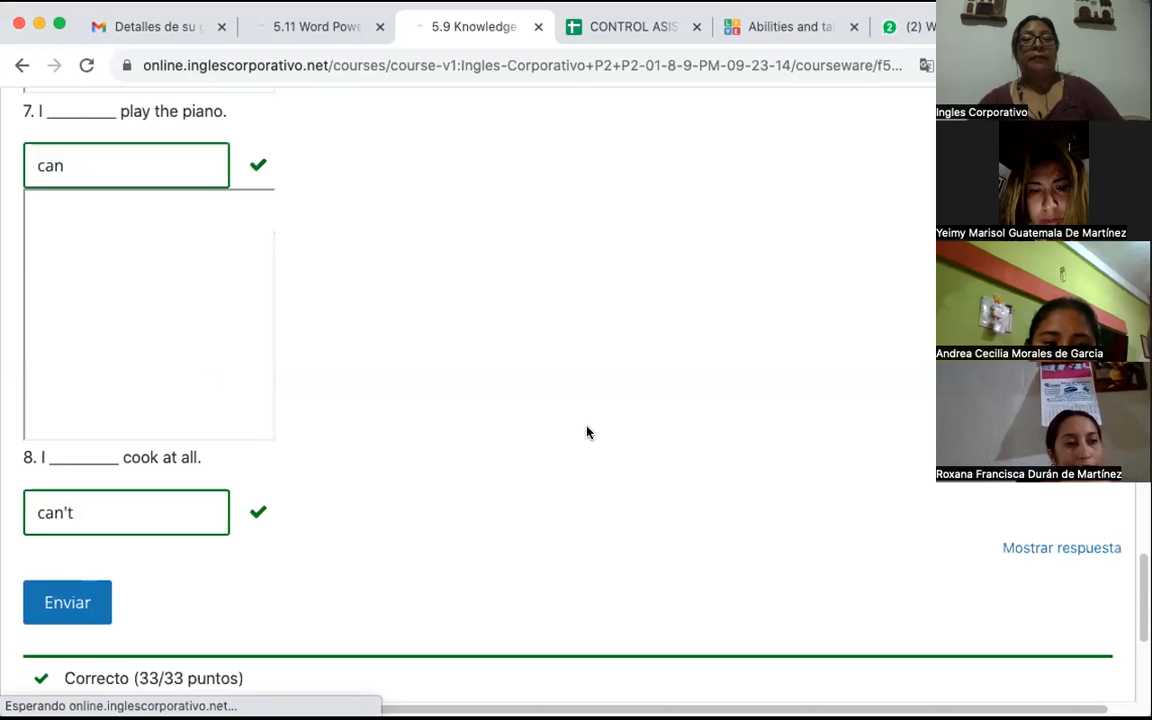 Detalles de su g
5.11 Word Powe
5.9 Knowledge
CONTROL ASIS
Abilities and tal
(2) W
online.inglescorporativo.net/courses/course-v1:Ingles-Corporativo+P2+P2-01-8-9-PM-09-23-14/courseware/f5...
7. I ________ play the piano.
can
8. I ________ cook at all.
can't
Mostrar respuesta
Enviar
Correcto (33/33 puntos)
Esperando online.inglescorporativo.net...
Ingles Corporativo
Yeimy Marisol Guatemala De Martínez
Andrea Cecilia Morales de Garcia
Roxana Francisca Durán de Martínez